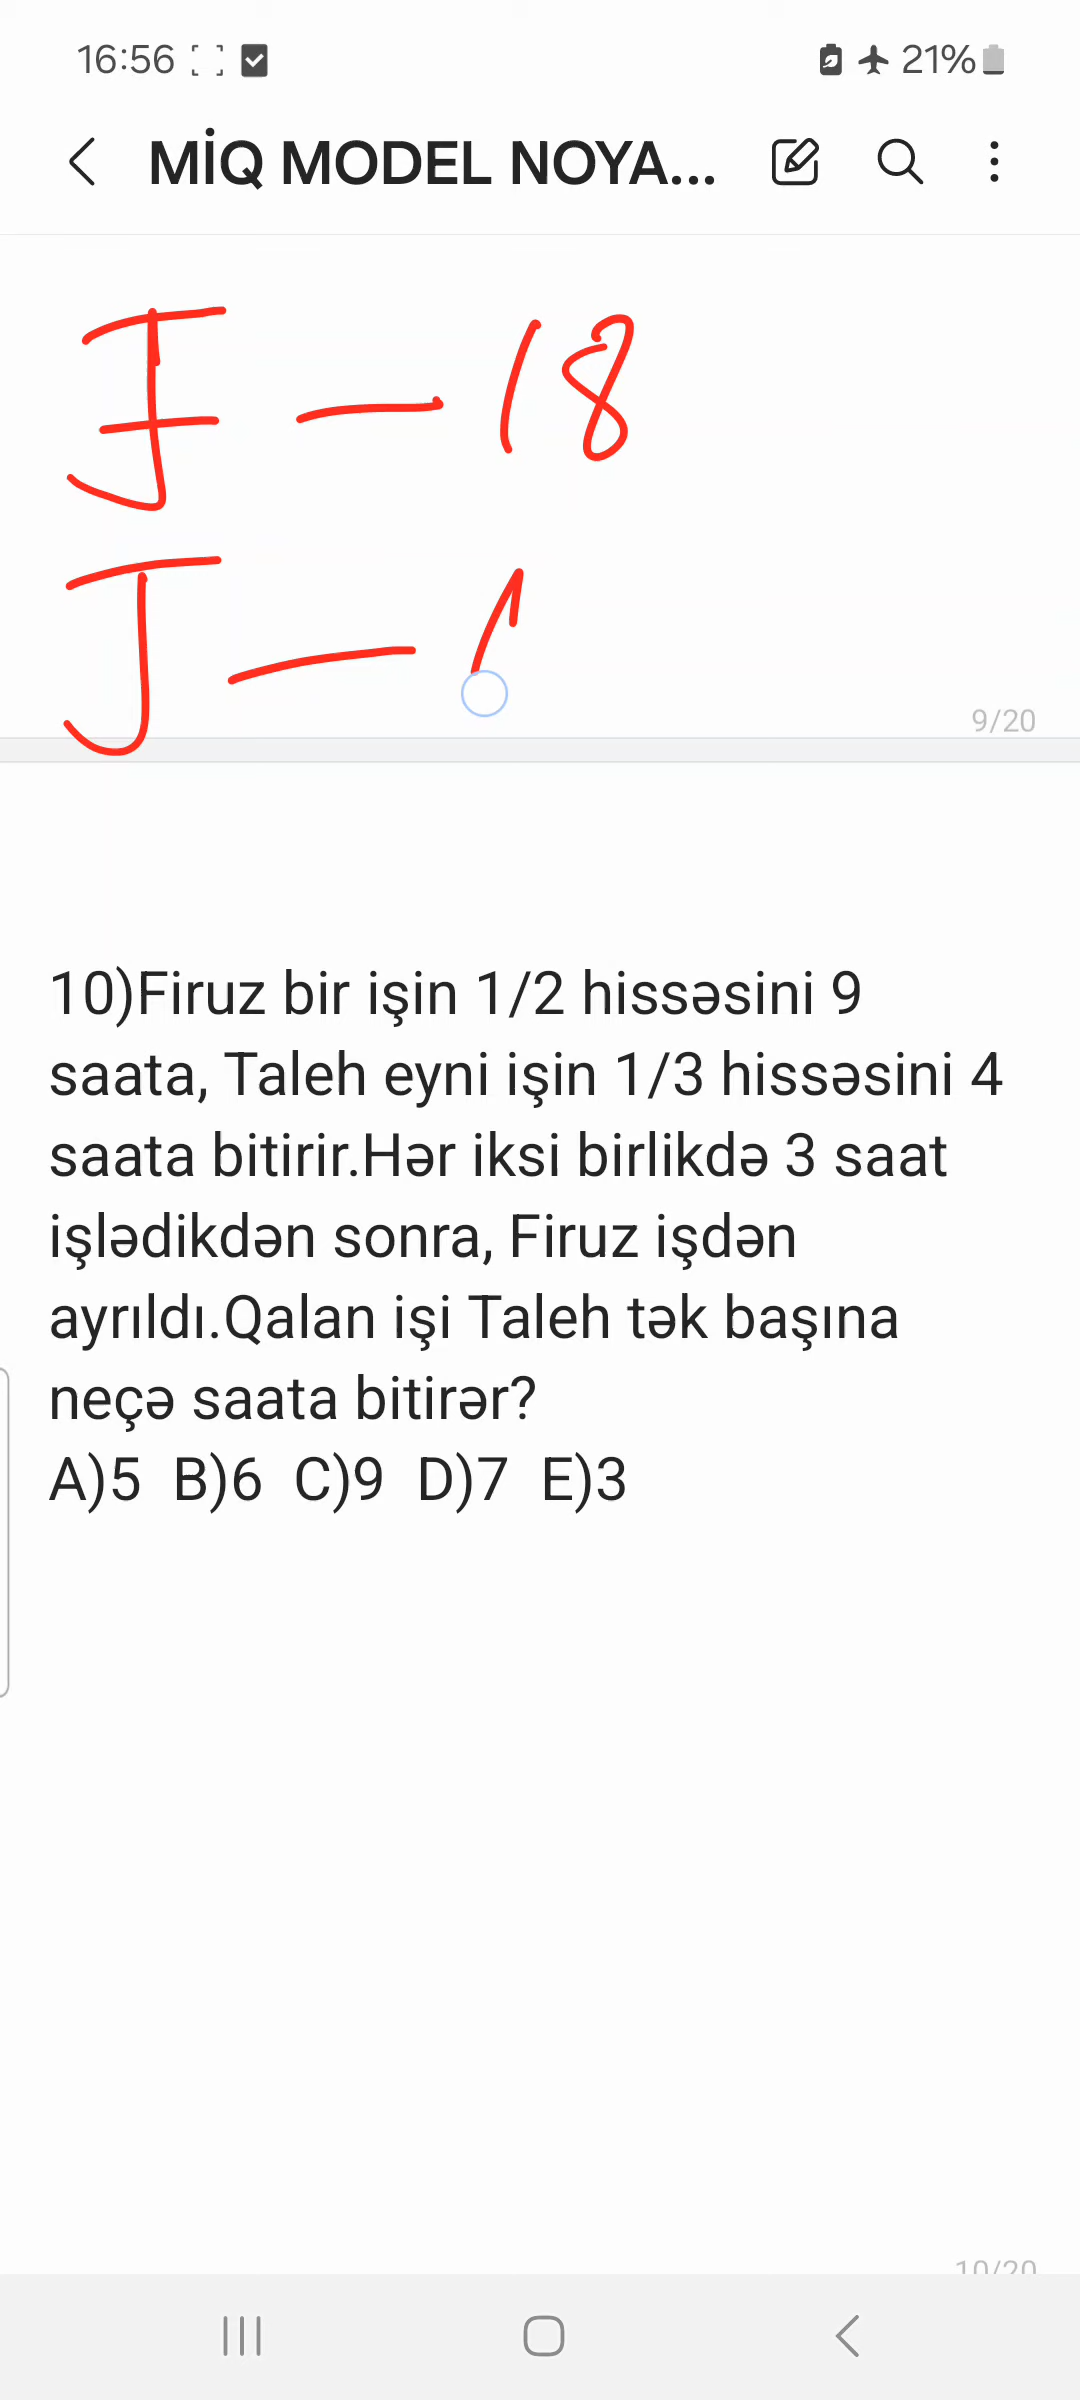 16:56
21%
MİQ MODEL NOYA...
F - 18
J - 1
9/20
10)Firuz bir işin 1/2 hissəsini 9
saata, Taleh eyni işin 1/3 hissəsini 4
saata bitirir.Hər iksi birlikdə 3 saat
işlədikdən sonra, Firuz işdən
ayrıldı.Qalan işi Taleh tək başına
neçə saata bitirər?
A)5 B)6 C)9 D)7 E)3
10/20